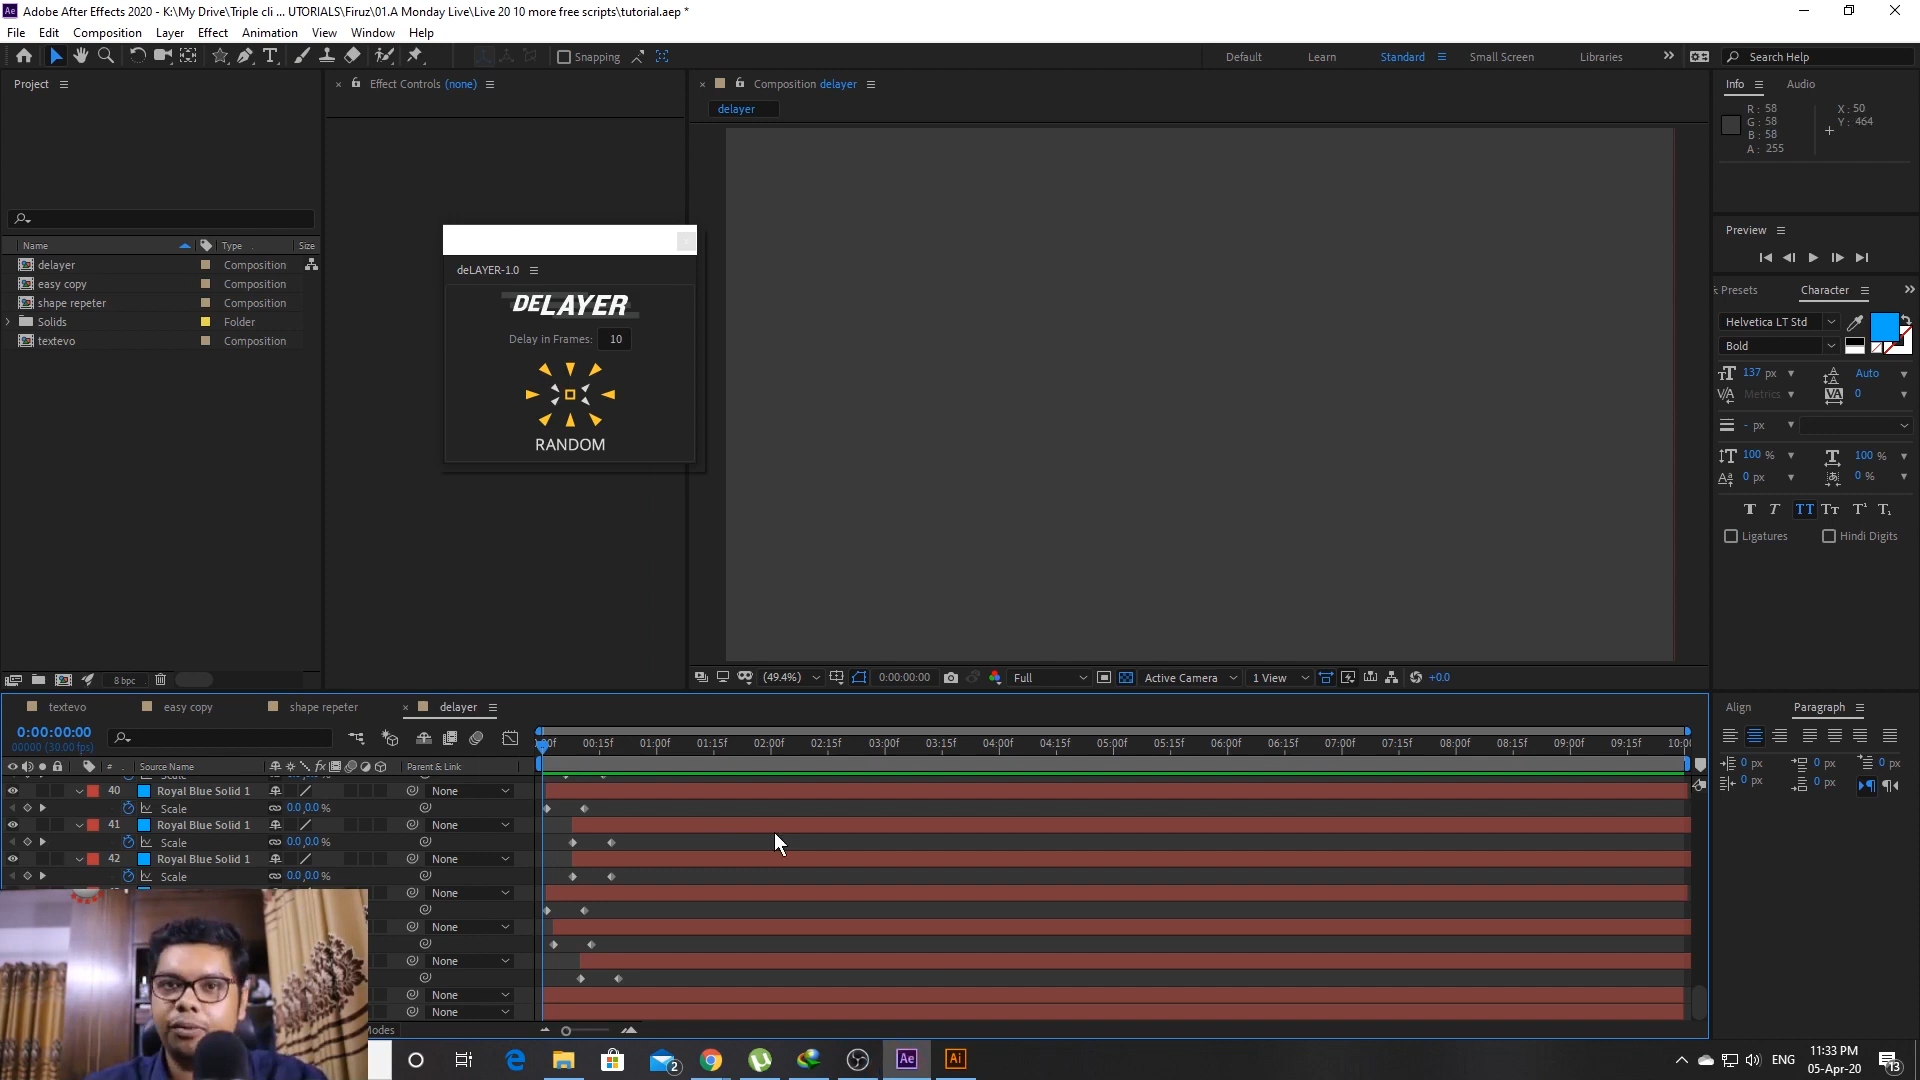 Ae Adobe After Effects 2020 - K:\My Drive\Triple cli ... UTORIALS\Firuz\01.A Monday Live\Live 20 10 more free scripts\tutorial.aep *
File Edit Composition Layer Effect Animation View Window Help
Snapping Default Learn Standard Small Screen Libraries Search Help
Project
Effect Controls (none)
Composition delayer
delayer
Info Audio
R: 58
G: 58
B: 58
A: 255
X: 50
Y: 464
Name Type Size
delayer Composition
easy copy Composition
shape repeter Composition
Solids Folder
textevo Composition
deLAYER-1.0
DELAYER
Delay in Frames: 10
RANDOM
Preview
Presets Character
Helvetica LT Std
Bold
137 px Auto
Metrics 0
- px
100 % 100 %
0 px 0 %
Ligatures Hindi Digits
8 bpc
(49.4%) 0:00:00:00 Full Active Camera 1 View +0.0
textevo easy copy shape repeter delayer
Align Paragraph
0 px 0 px 0 px
0 px 0 px
0:00:00:00
00000 (30.00 fps)
00:15f 01:00f 01:15f 02:00f 02:15f 03:00f 03:15f 04:00f 04:15f 05:00f 05:15f 06:00f 06:15f 07:00f 07:15f 08:00f 08:15f 09:00f 09:15f 10:0
# Source Name Parent & Link
40 Royal Blue Solid 1 None
Scale 0.0,0.0 %
41 Royal Blue Solid 1 None
Scale 0.0,0.0 %
42 Royal Blue Solid 1 None
Scale 0.0,0.0 %
None
None
None
None
None
Modes
2 Ae Ai ENG
11:33 PM
05-Apr-20
13